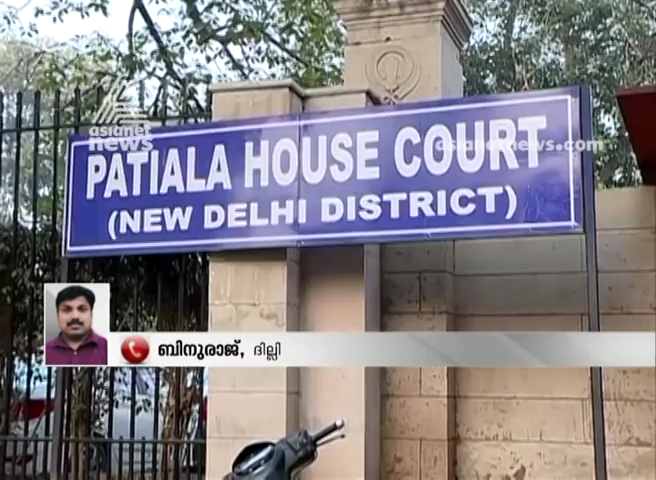 asianet
news
PATIALA HOUSE COURT
asianetnews.com
(NEW DELHI DISTRICT)
ബിനുരാജ്, ദില്ലി